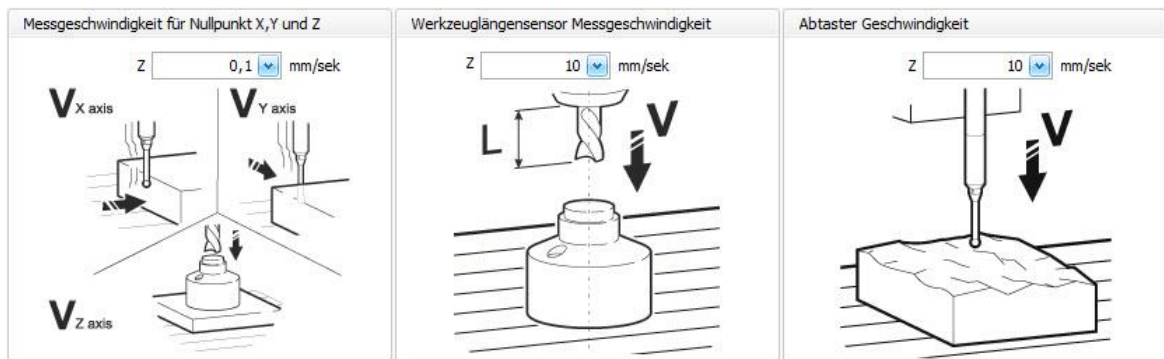 Messgeschwindigkeit für Nullpunkt X,Y und Z
Z 0,1 mm/sek
V X axis
V Y axis
V Z axis
Werkzeuglängensensor Messgeschwindigkeit
Z 10 mm/sek
L
V
Abtaster Geschwindigkeit
Z 10 mm/sek
V